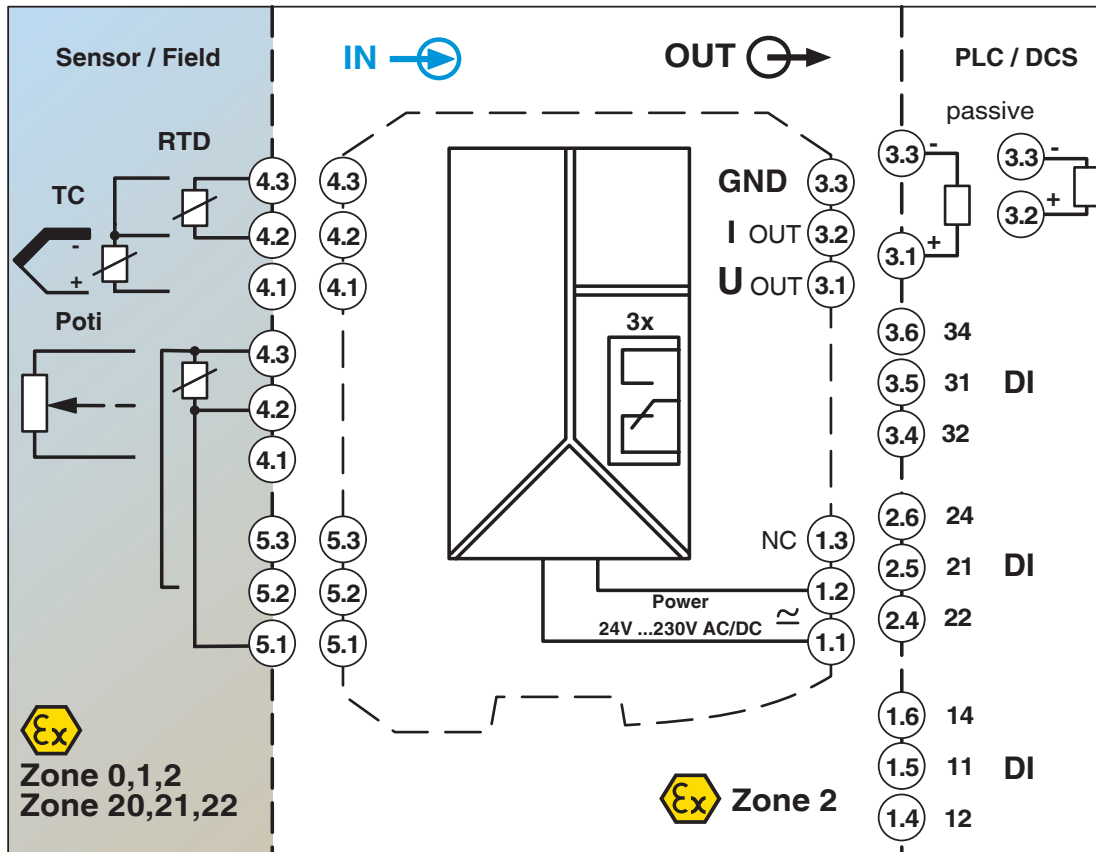 Sensor / Field
IN
OUT
PLC / DCS
passive
RTD
TC
-
+
4.3
4.2
4.1
Poti
4.3
4.2
4.1
5.3
5.2
5.1
4.3
4.2
4.1
5.3
5.2
5.1
GND 3.3
I OUT 3.2
U OUT 3.1
3x
NC 1.3
1.2
Power
24V ...230V AC/DC ≃ 1.1
3.3 -
3.1 +
3.3 -
3.2 +
3.6 34
3.5 31 DI
3.4 32
2.6 24
2.5 21 DI
2.4 22
1.6 14
1.5 11 DI
1.4 12
Ex
Zone 0,1,2
Zone 20,21,22
Ex Zone 2